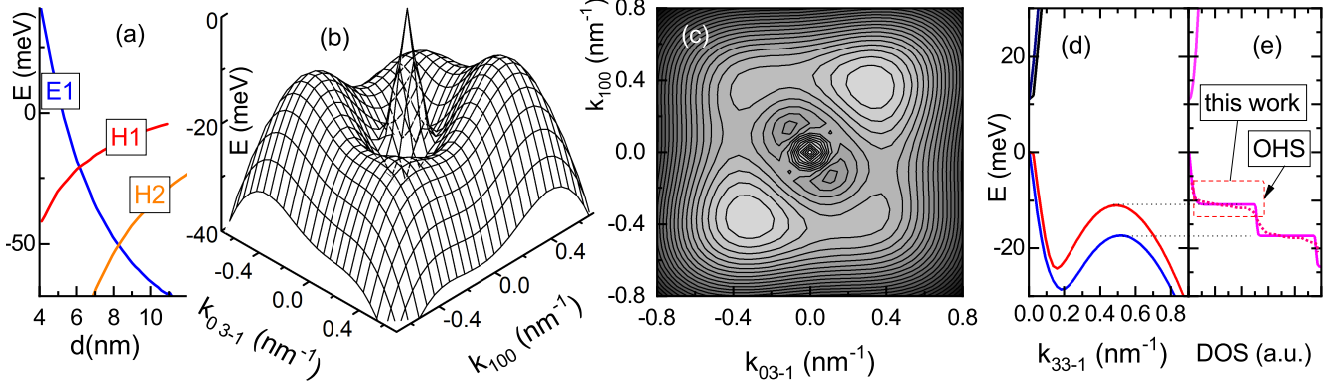 (a)
E (meV)
0
-50
E1
H1
H2
4
6
8
10
d(nm)
(b)
E (meV)
0
-20
-40
-0.4
0.0
0.4
k03-1 (nm-1)
-0.4
0.0
0.4
k100 (nm-1)
(c)
k100 (nm-1)
0.8
0.4
0.0
-0.4
-0.8
-0.8
-0.4
0.0
0.4
0.8
k03-1 (nm-1)
(d)
E (meV)
20
0
-20
0.0 0.2 0.4 0.6 0.8
k33-1 (nm-1)
(e)
this work
OHS
DOS (a.u.)